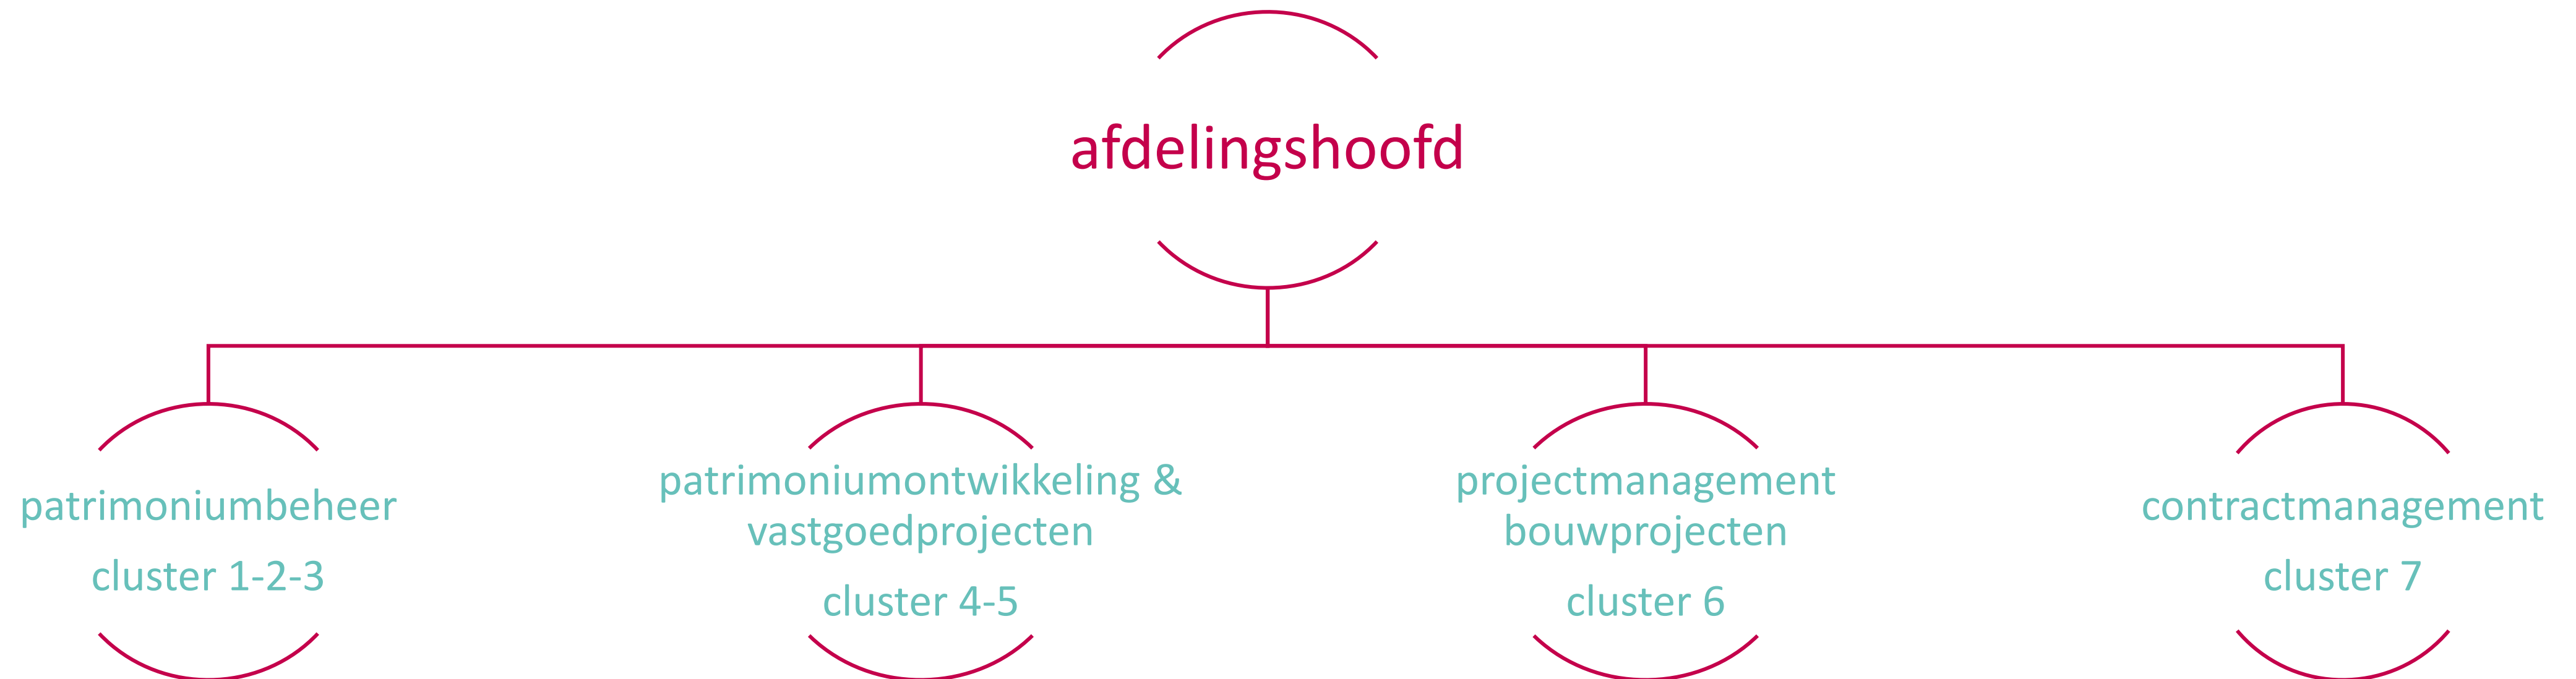 afdelingshoofd
patrimoniumbeheer
cluster 1-2-3
patrimoniumontwikkeling &
vastgoedprojecten
cluster 4-5
projectmanagement
bouwprojecten
cluster 6
contractmanagement
cluster 7